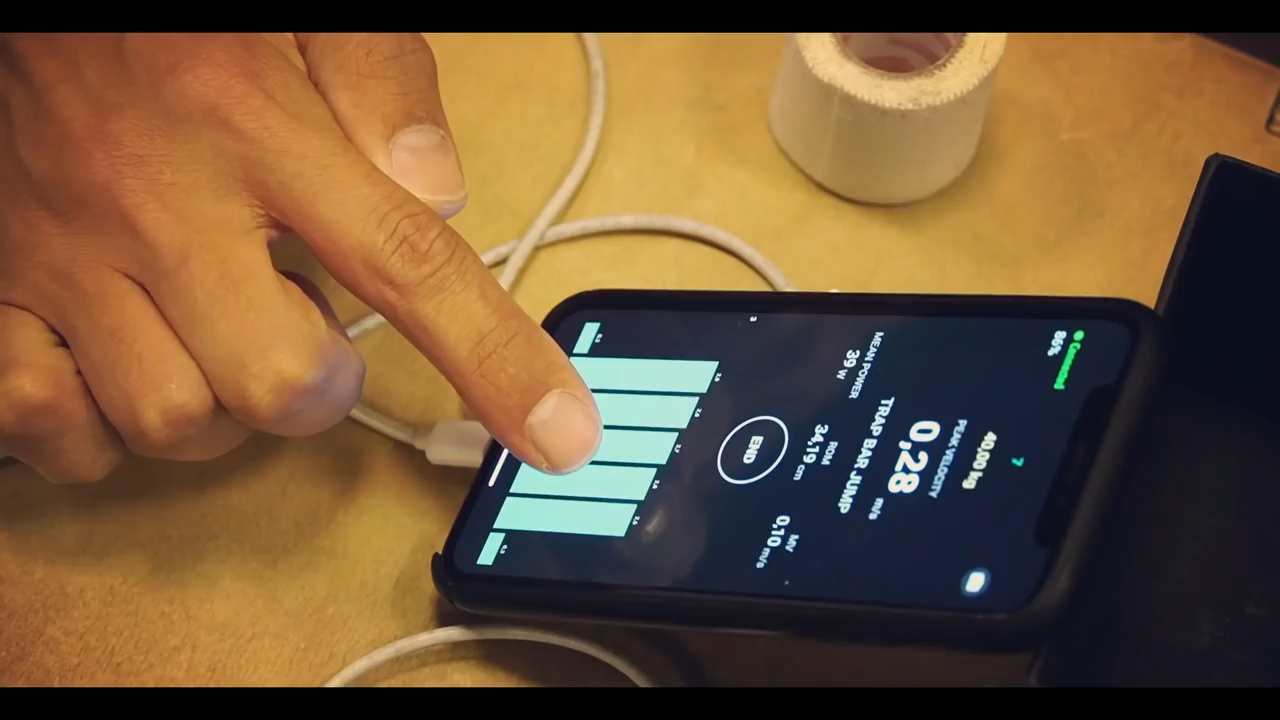 Connected
86%
7
40,00 kg
PEAK VELOCITY
0,28 m/s
TRAP BAR JUMP
MEAN POWER
39 W
ROM
34,19 cm
MV
0,10 m/s
END